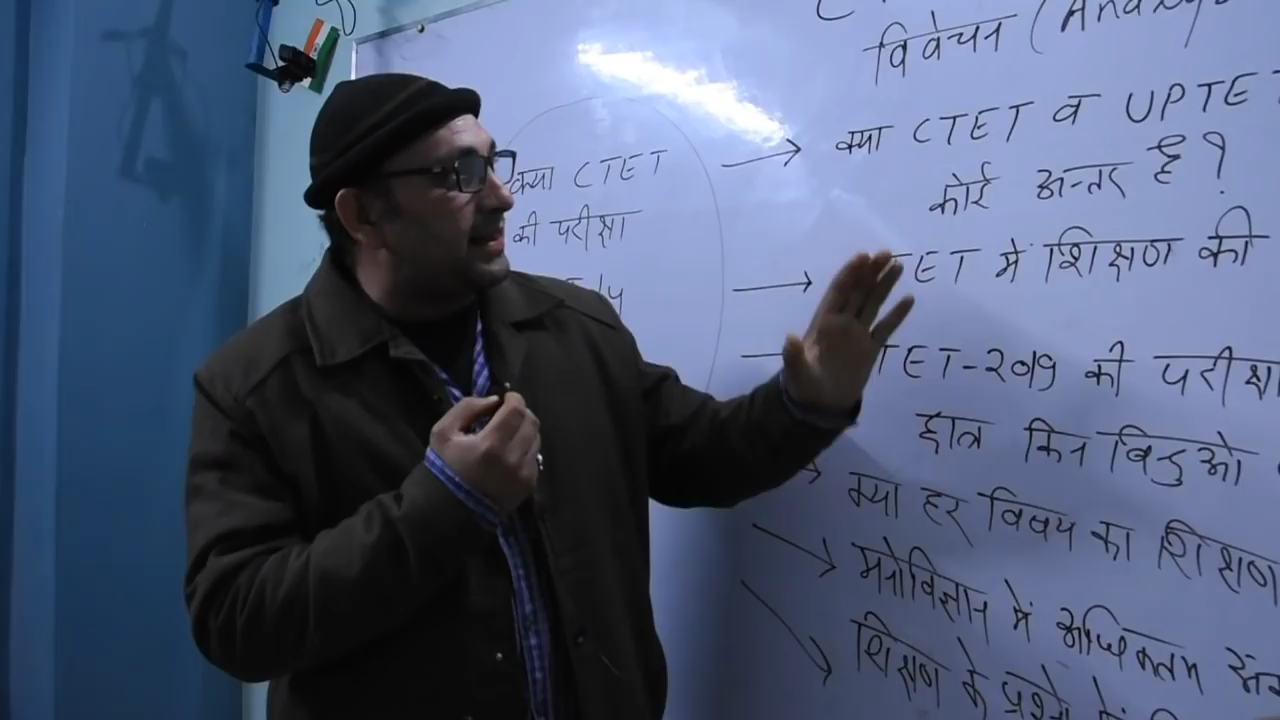 विवेचन
क्या CTET व UPTET
कोई अन्तर है ?
क्या CTET
की परीक्षा
TET में शिक्षण की
TET-2019 की परीक्षा
छात्र किन बिंदुओ
क्या हर विषय का शिक्षण
मनोविज्ञान में अधिकतम अंक
शिक्षण के प्रश्नो